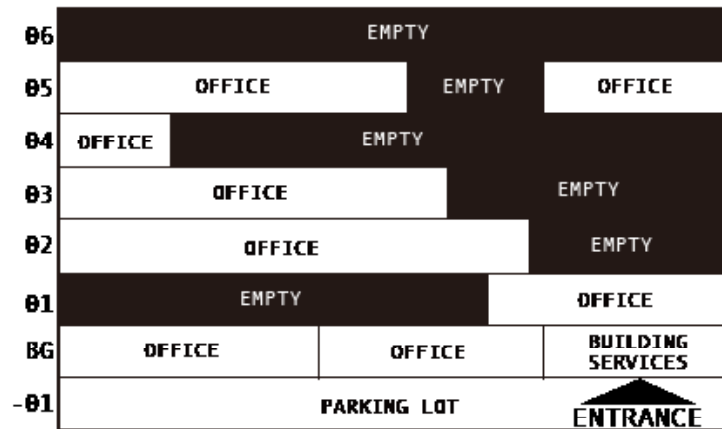 06 EMPTY
05 OFFICE EMPTY OFFICE
04 OFFICE EMPTY
03 OFFICE EMPTY
02 OFFICE EMPTY
01 EMPTY OFFICE
BG OFFICE OFFICE BUILDING SERVICES
-01 PARKING LOT ENTRANCE